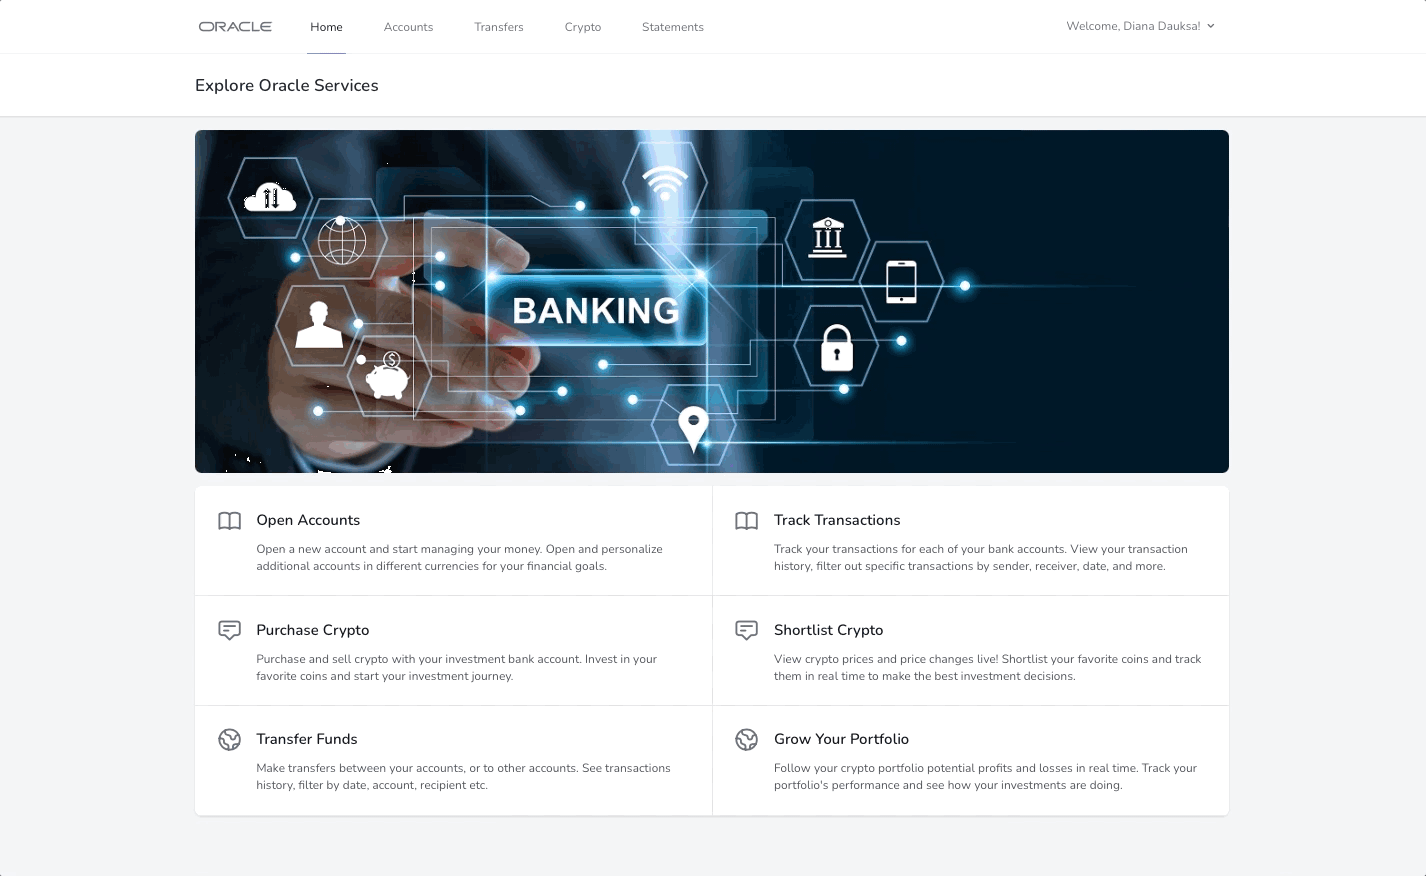 ORACLE Home Accounts Transfers Crypto Statements Welcome, Diana Dauksa!
Explore Oracle Services
BANKING
$
Open Accounts
Open a new account and start managing your money. Open and personalize
additional accounts in different currencies for your financial goals.
Track Transactions
Track your transactions for each of your bank accounts. View your transaction
history, filter out specific transactions by sender, receiver, date, and more.
Purchase Crypto
Purchase and sell crypto with your investment bank account. Invest in your
favorite coins and start your investment journey.
Shortlist Crypto
View crypto prices and price changes live! Shortlist your favorite coins and track
them in real time to make the best investment decisions.
Transfer Funds
Make transfers between your accounts, or to other accounts. See transactions
history, filter by date, account, recipient etc.
Grow Your Portfolio
Follow your crypto portfolio potential profits and losses in real time. Track your
portfolio's performance and see how your investments are doing.